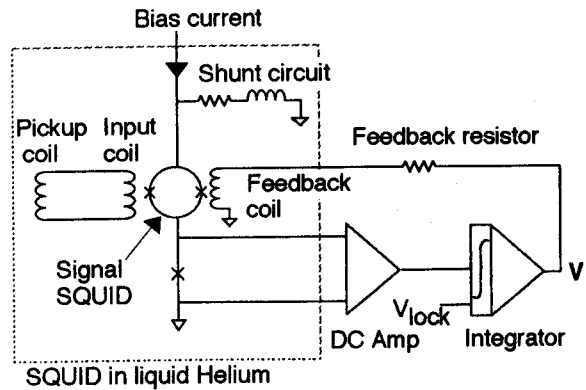 Bias current
Shunt circuit
Pickup
coil
Input
coil
Feedback resistor
Feedback
coil
Signal
SQUID
V
Vlock
DC Amp
Integrator
SQUID in liquid Helium